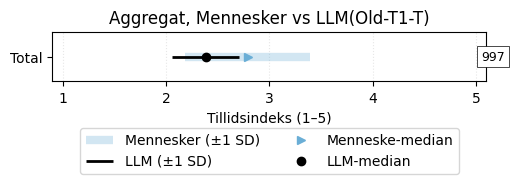 Aggregat, Mennesker vs LLM(Old-T1-T)
Total
997
1 2 3 4 5
Tillidsindeks (1–5)
Mennesker (±1 SD)
LLM (±1 SD)
Menneske-median
LLM-median